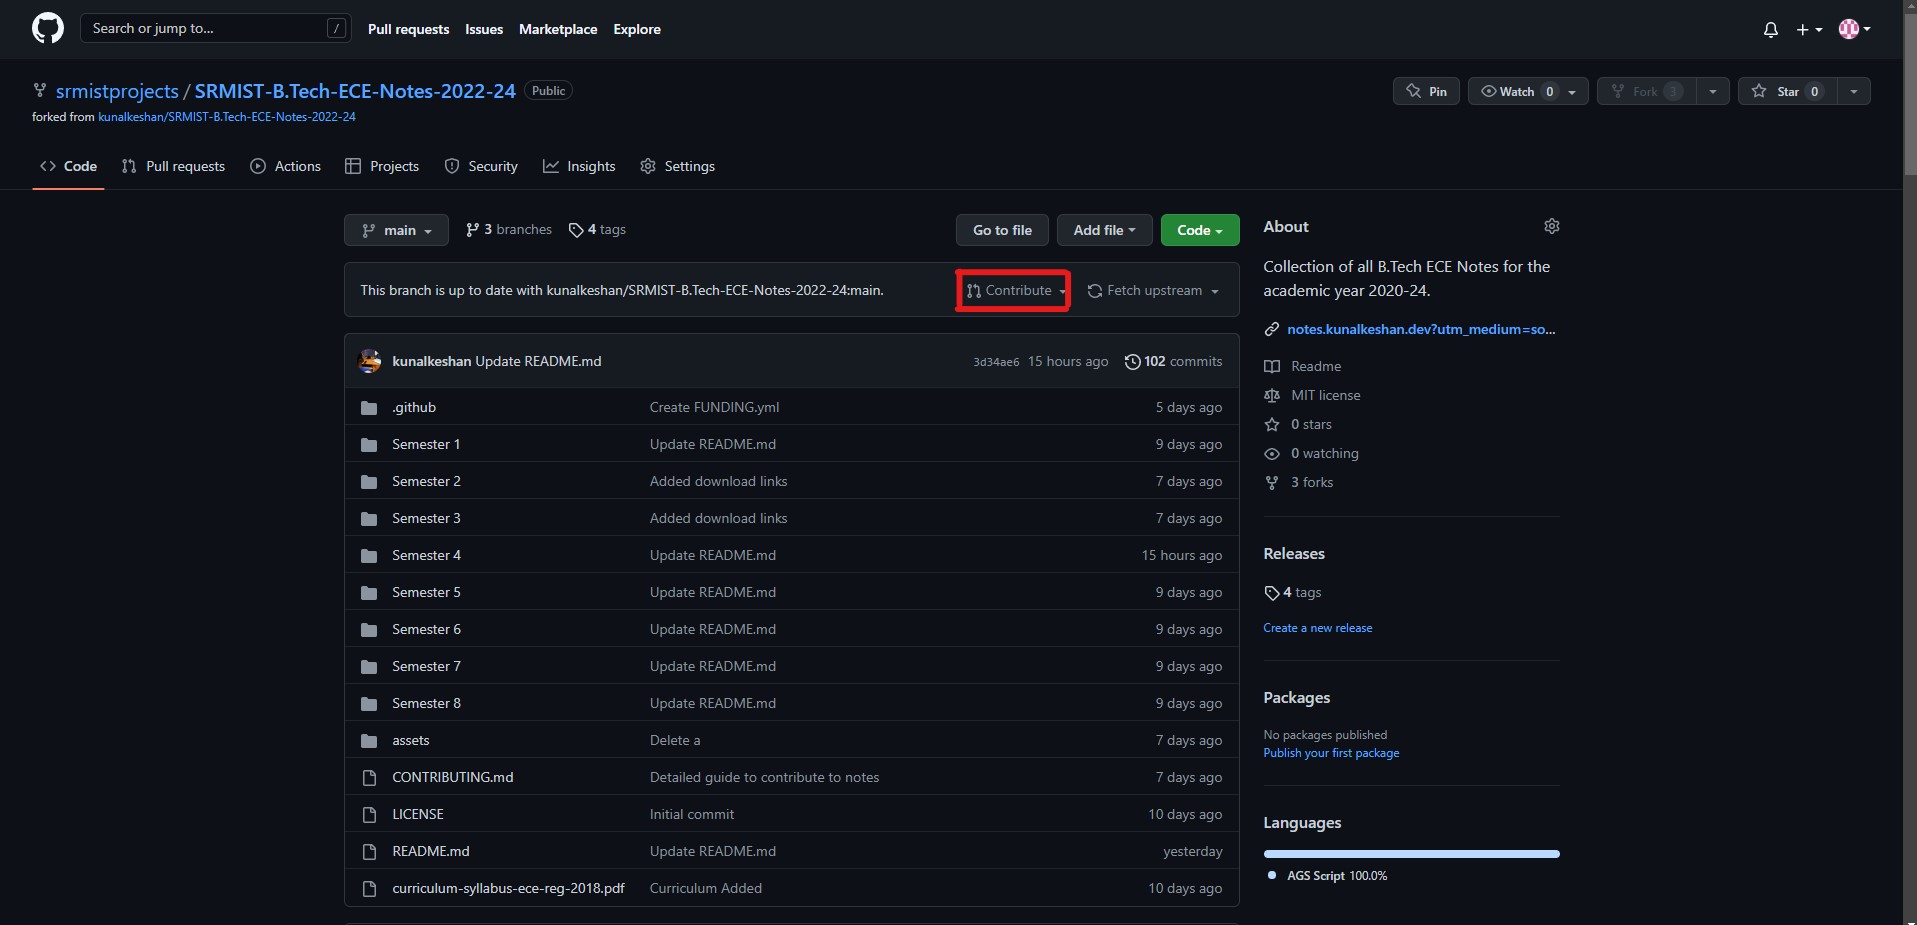 Search or jump to... /
Pull requests Issues Marketplace Explore
srmistprojects / SRMIST-B.Tech-ECE-Notes-2022-24 Public
Pin Watch 0 Fork 3 Star 0
forked from kunalkeshan/SRMIST-B.Tech-ECE-Notes-2022-24
Code Pull requests Actions Projects Security Insights Settings
main 3 branches 4 tags Go to file Add file Code
This branch is up to date with kunalkeshan/SRMIST-B.Tech-ECE-Notes-2022-24:main. Contribute Fetch upstream
kunalkeshan Update README.md 3d34ae6 15 hours ago 102 commits
.github Create FUNDING.yml 5 days ago
Semester 1 Update README.md 9 days ago
Semester 2 Added download links 7 days ago
Semester 3 Added download links 7 days ago
Semester 4 Update README.md 15 hours ago
Semester 5 Update README.md 9 days ago
Semester 6 Update README.md 9 days ago
Semester 7 Update README.md 9 days ago
Semester 8 Update README.md 9 days ago
assets Delete a 7 days ago
CONTRIBUTING.md Detailed guide to contribute to notes 7 days ago
LICENSE Initial commit 10 days ago
README.md Update README.md yesterday
curriculum-syllabus-ece-reg-2018.pdf Curriculum Added 10 days ago
About
Collection of all B.Tech ECE Notes for the
academic year 2020-24.
notes.kunalkeshan.dev?utm_medium=so...
Readme
MIT license
0 stars
0 watching
3 forks
Releases
4 tags
Create a new release
Packages
No packages published
Publish your first package
Languages
AGS Script 100.0%